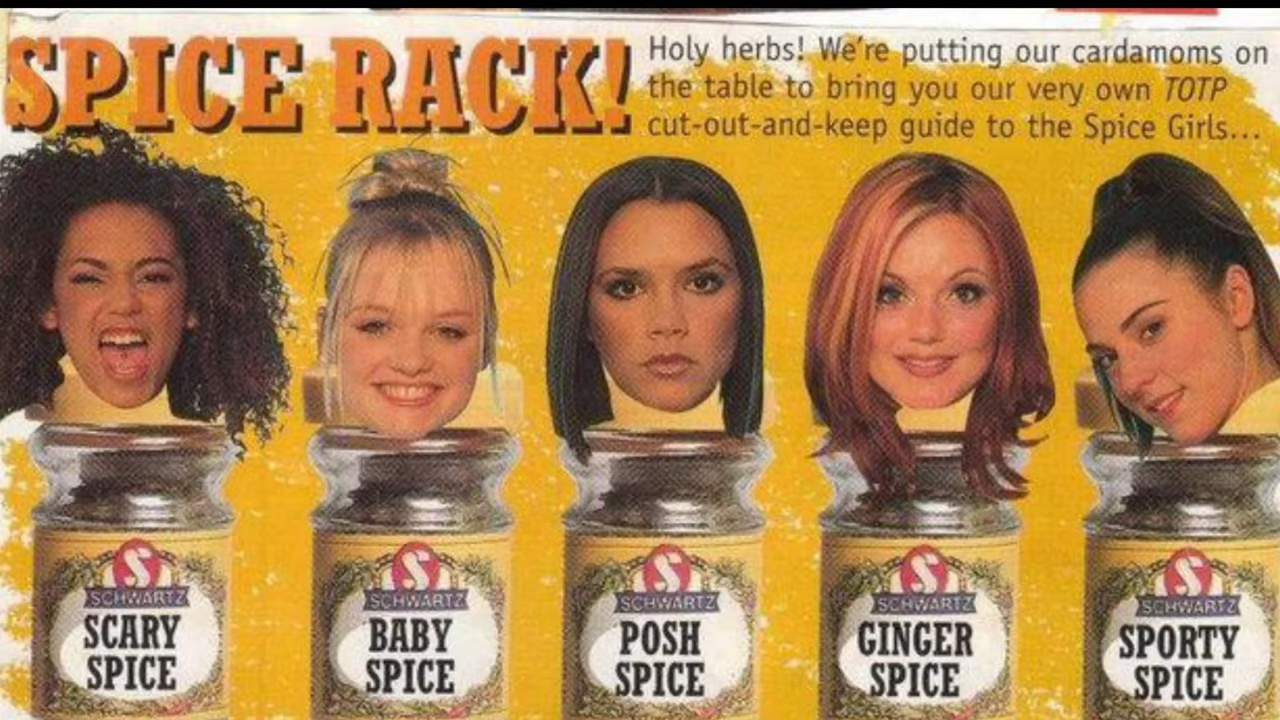 SPICE RACK!
Holy herbs! We're putting our cardamoms on
the table to bring you our very own TOTP
cut-out-and-keep guide to the Spice Girls...
S
SCHWARTZ
SCARY
SPICE
S
SCHWARTZ
BABY
SPICE
S
SCHWARTZ
POSH
SPICE
S
SCHWARTZ
GINGER
SPICE
S
SCHWARTZ
SPORTY
SPICE